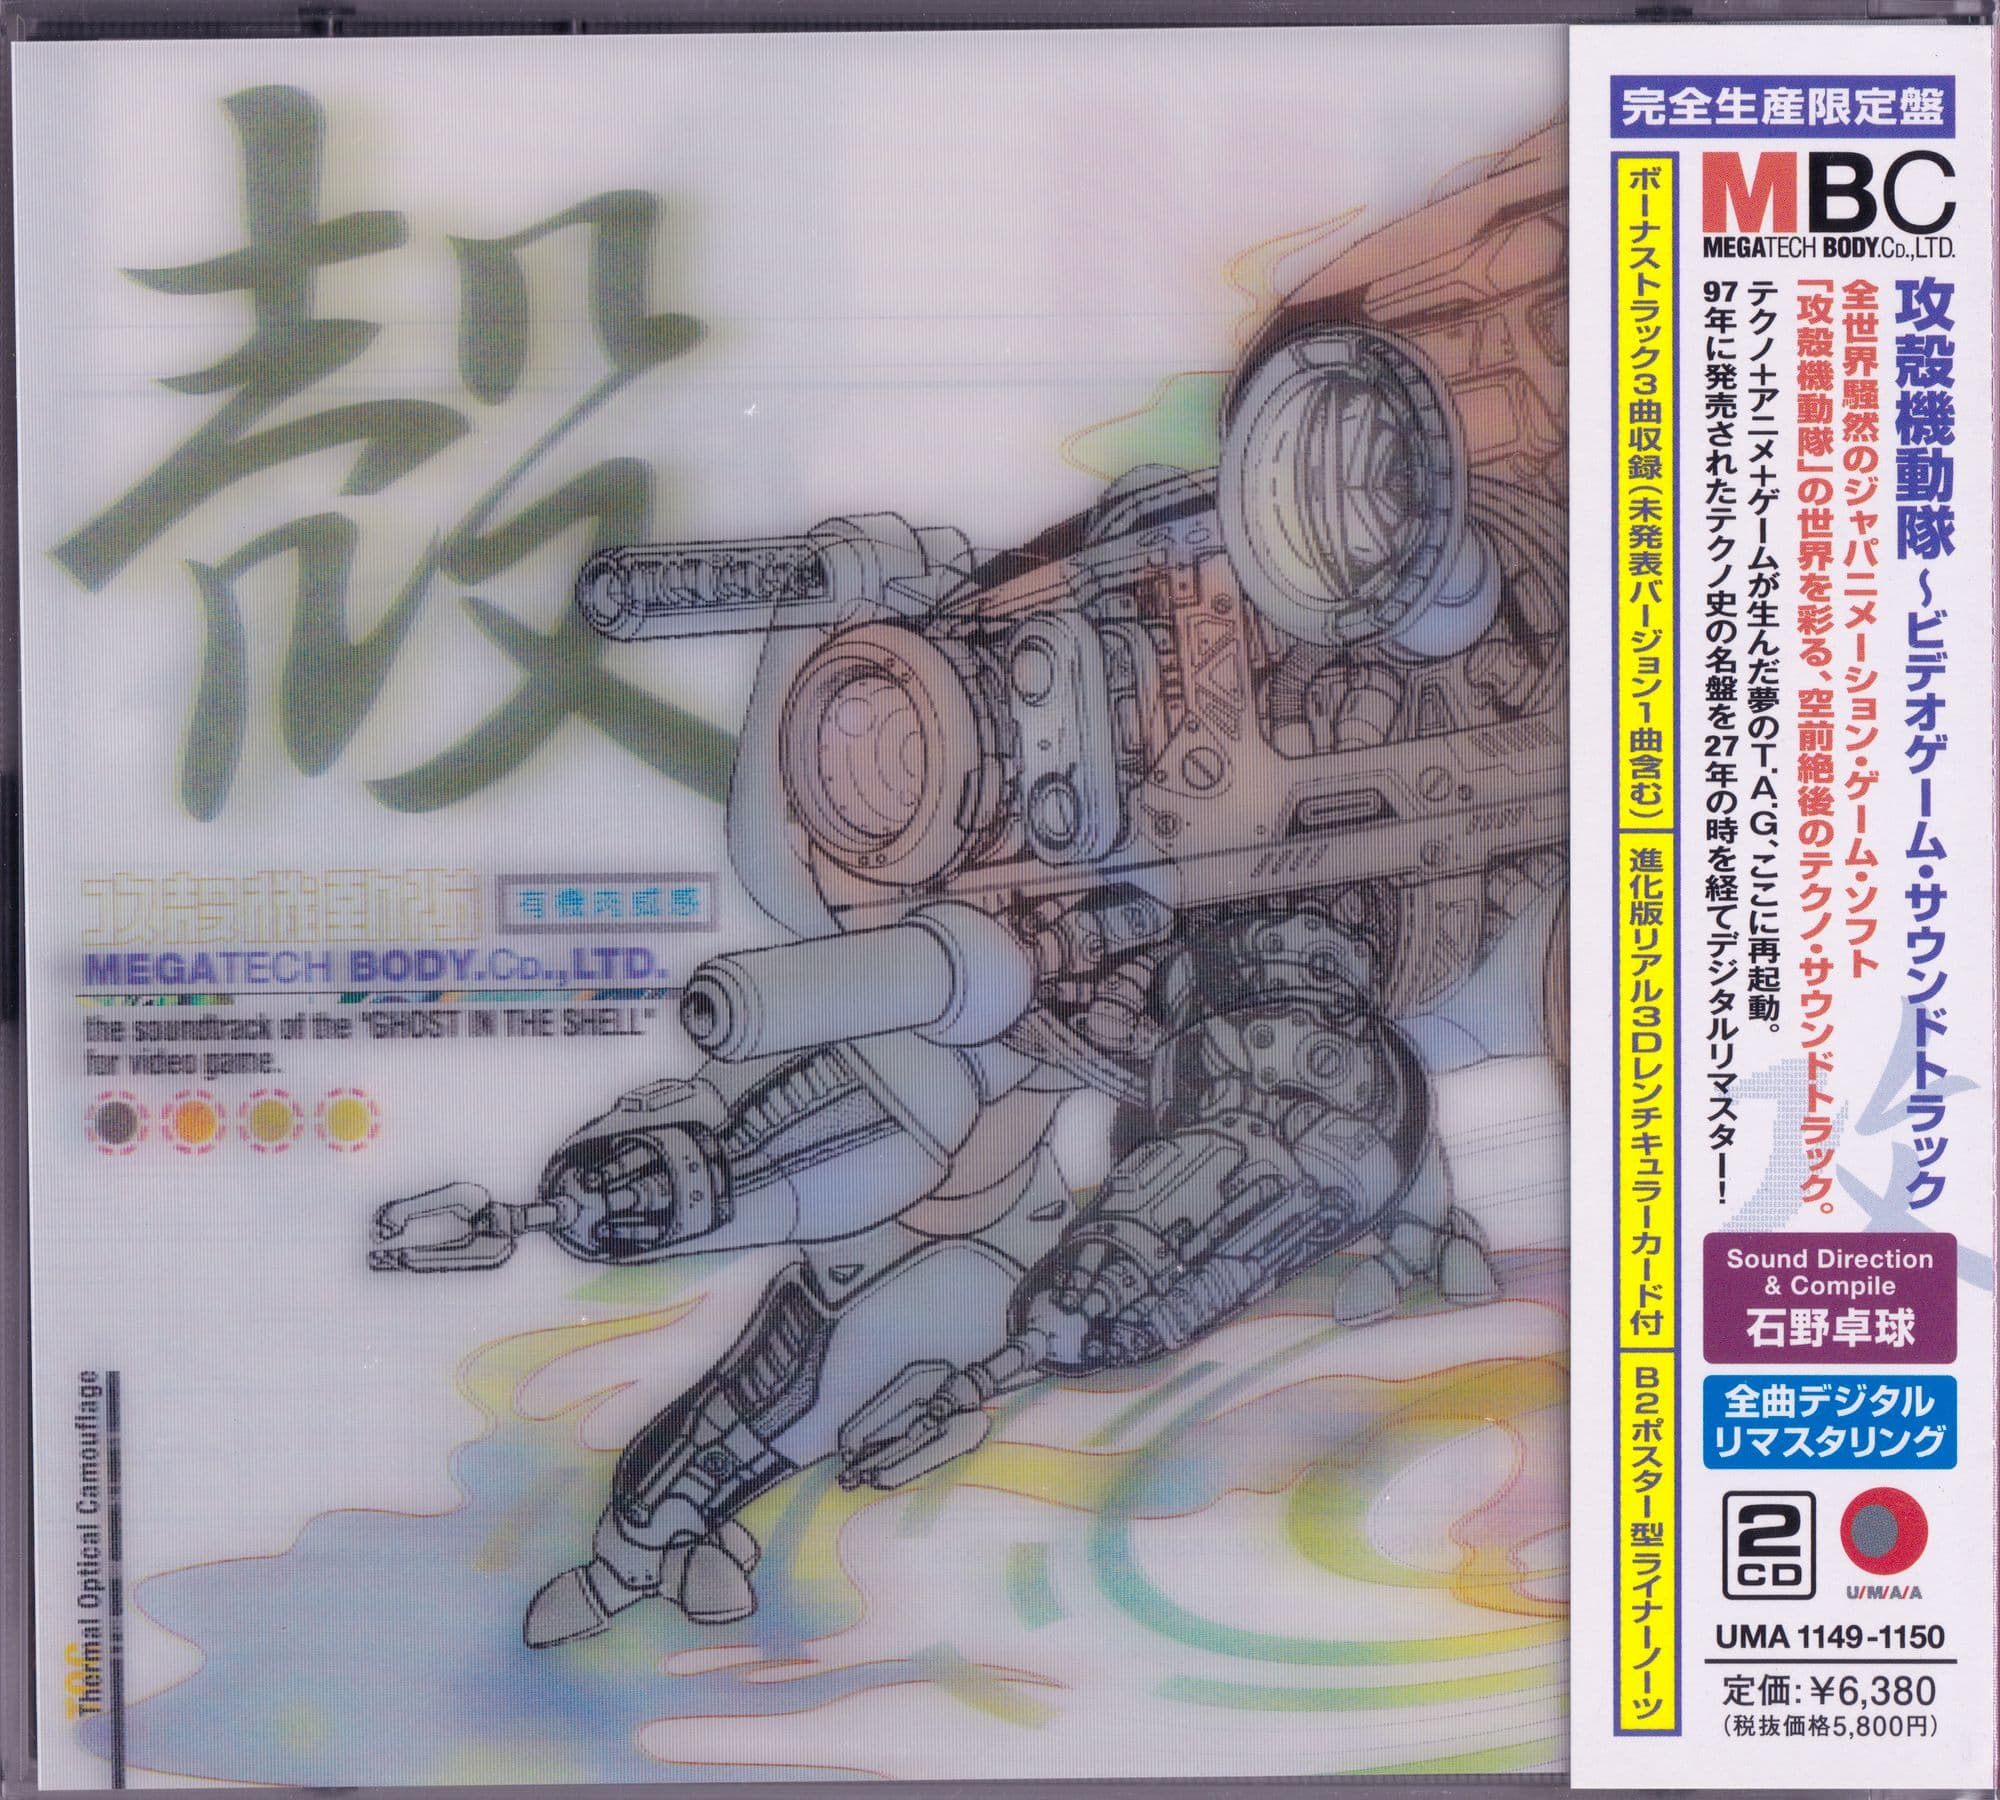 殻
攻殻機動隊
MEGATECH BODY.CD.,LTD.
the soundtrack of the "GHOST IN THE SHELL"
for video game.
Thermal Optical Camouflage
完全生産限定盤
MBC
MEGATECH BODY.CD.,LTD.
攻殻機動隊～ビデオゲーム・サウンドトラック
全世界騒然のジャパニメーション・ゲーム・ソフト
「攻殻機動隊」の世界を彩る、空前絶後のテクノ・サウンドトラック。
テクノ+アニメ+ゲームが生んだ夢のT.A.G、ここに再起動。
97年に発売されたテクノ史の名盤を27年の時を経てデジタルリマスター!
ボーナストラック3曲収録(未発表バージョン1曲含む)
進化版リアル3Dレンチキュラーカード付
B2ポスター型ライナーノーツ
攻
Sound Direction
& Compile
石野卓球
全曲デジタル
リマスタリング
2
CD
U/M/A/A
UMA 1149-1150
定価:¥6,380
(税抜価格5,800円)